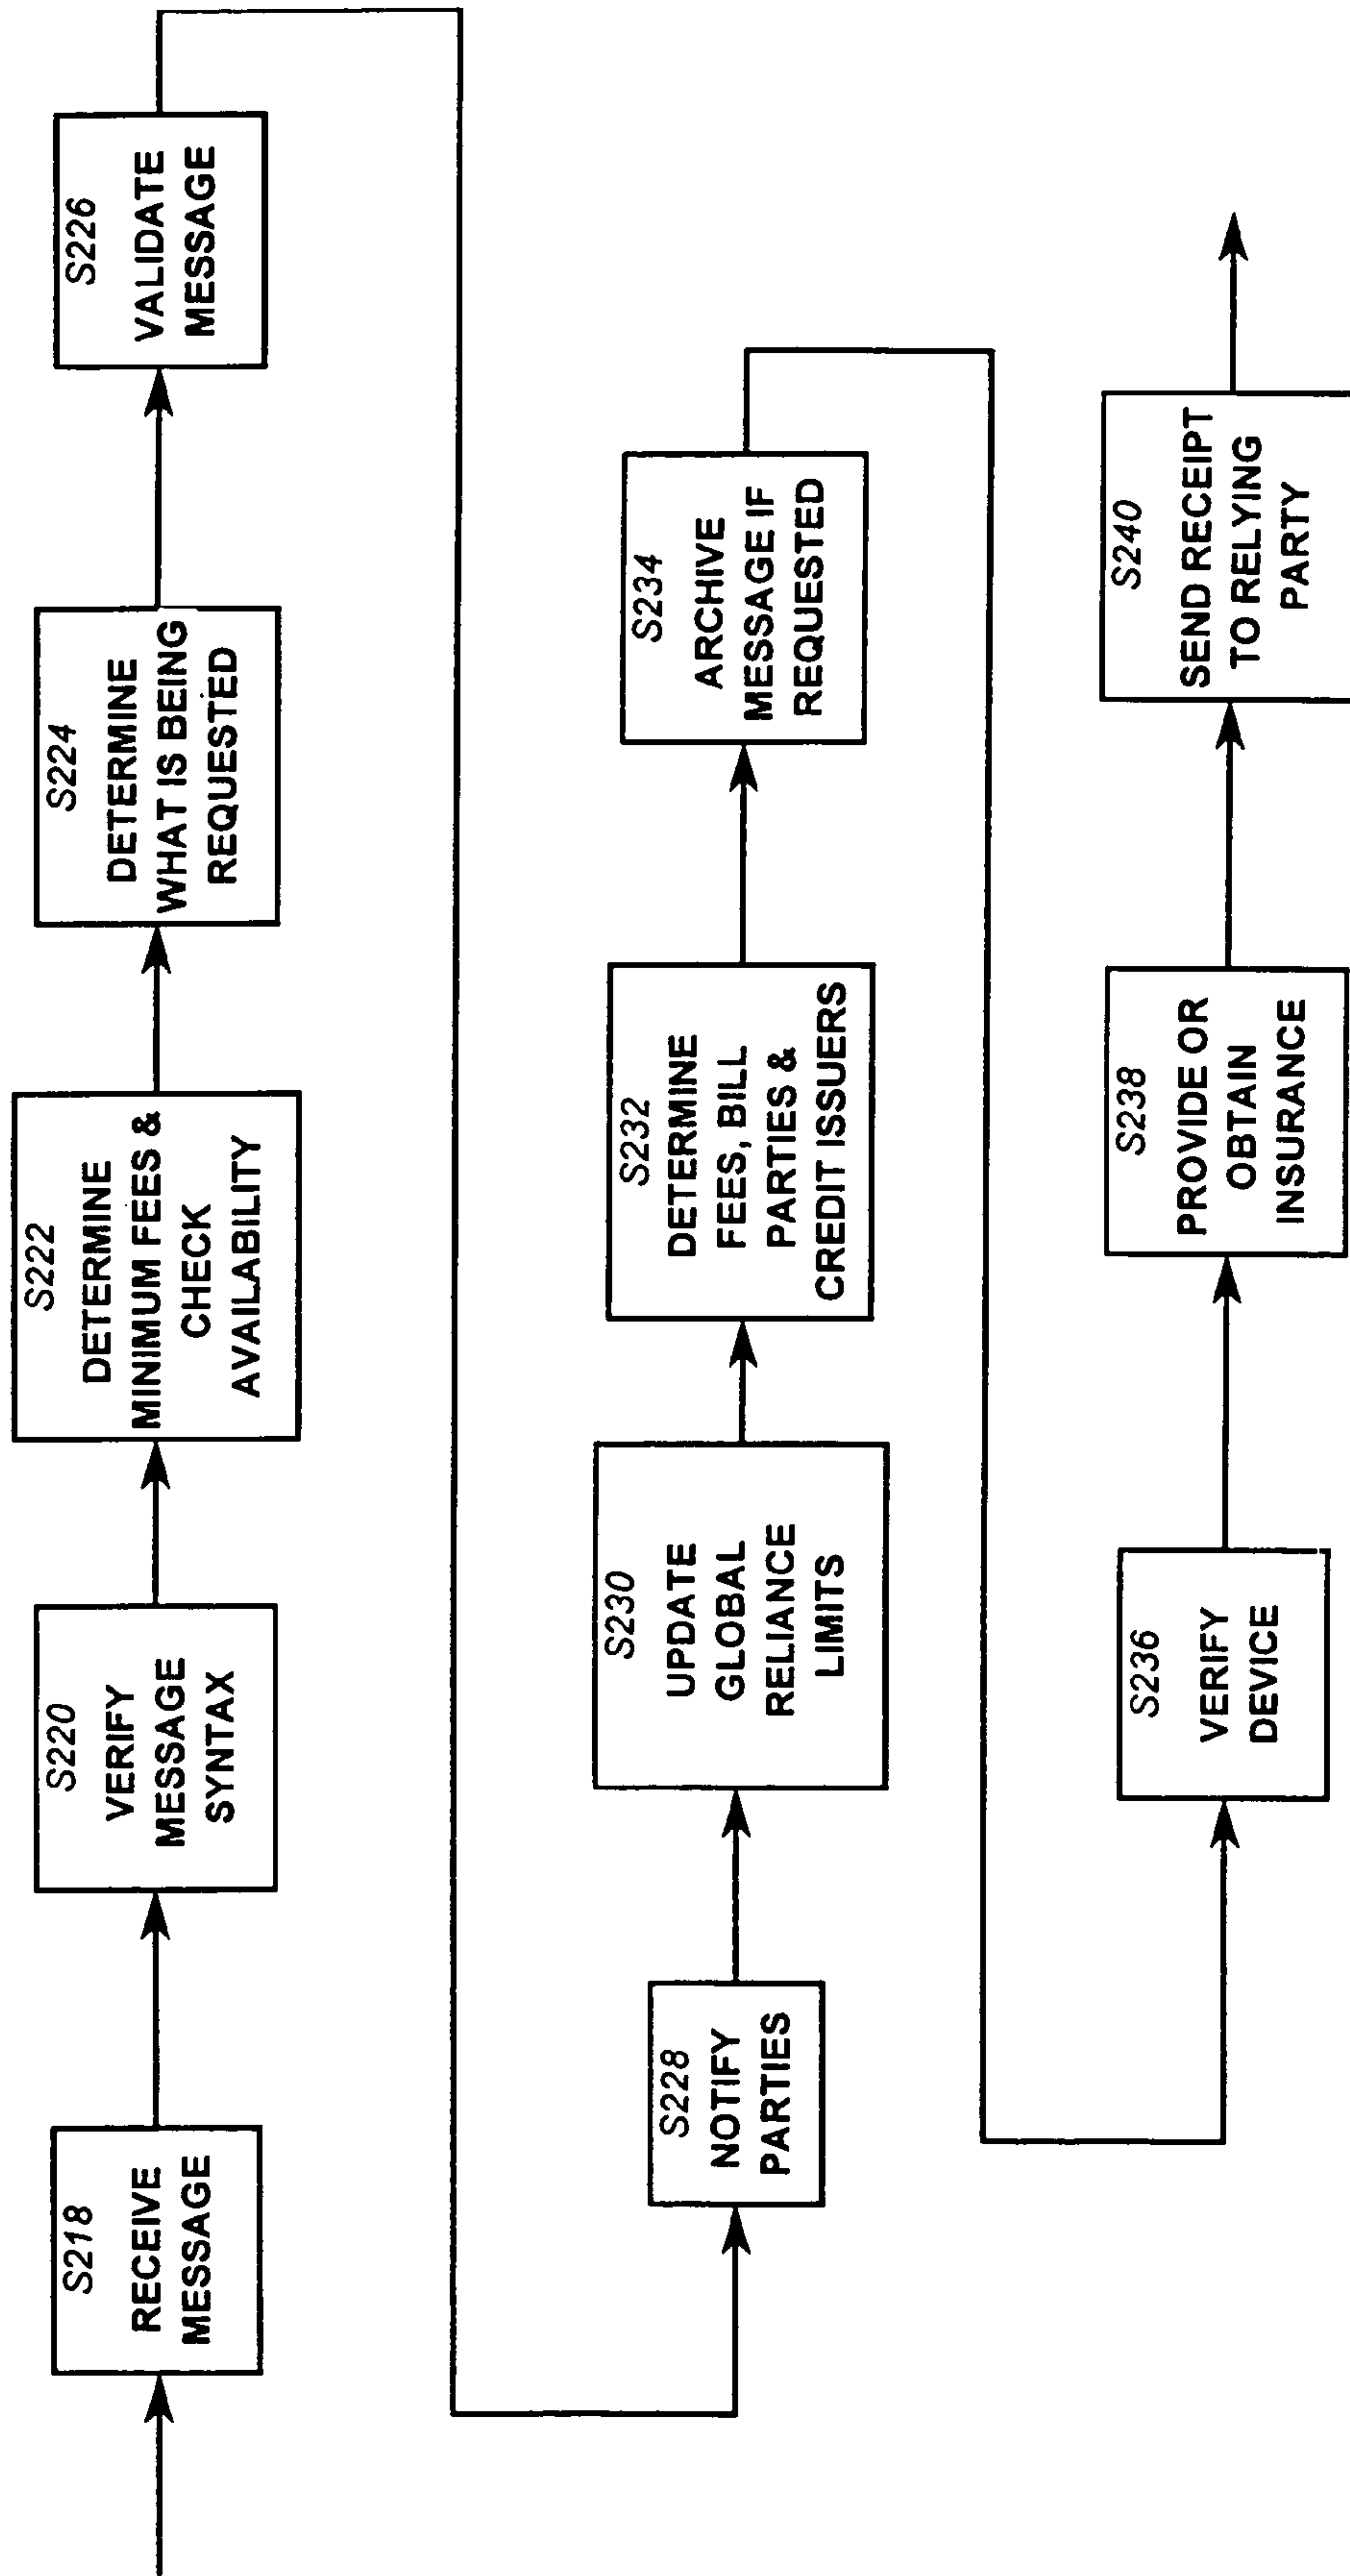 S218
RECEIVE
MESSAGE
S220
VERIFY
MESSAGE
SYNTAX
S222
DETERMINE
MINIMUM FEES &
CHECK
AVAILABILITY
S224
DETERMINE
WHAT IS BEING
REQUESTED
S226
VALIDATE
MESSAGE
S228
NOTIFY
PARTIES
S230
UPDATE
GLOBAL
RELIANCE
LIMITS
S232
DETERMINE
FEES, BILL
PARTIES &
CREDIT ISSUERS
S234
ARCHIVE
MESSAGE IF
REQUESTED
S236
VERIFY
DEVICE
S238
PROVIDE OR
OBTAIN
INSURANCE
S240
SEND RECEIPT
TO RELYING
PARTY